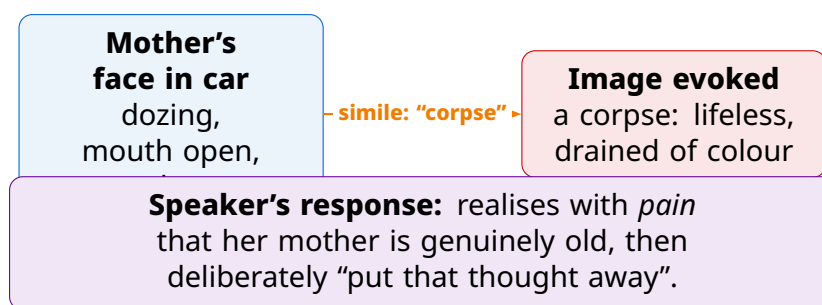 Mother’s
face in car
dozing,
mouth open,
simile: “corpse”
Image evoked
a corpse: lifeless,
drained of colour
Speaker’s response: realises with pain
that her mother is genuinely old, then
deliberately “put that thought away”.